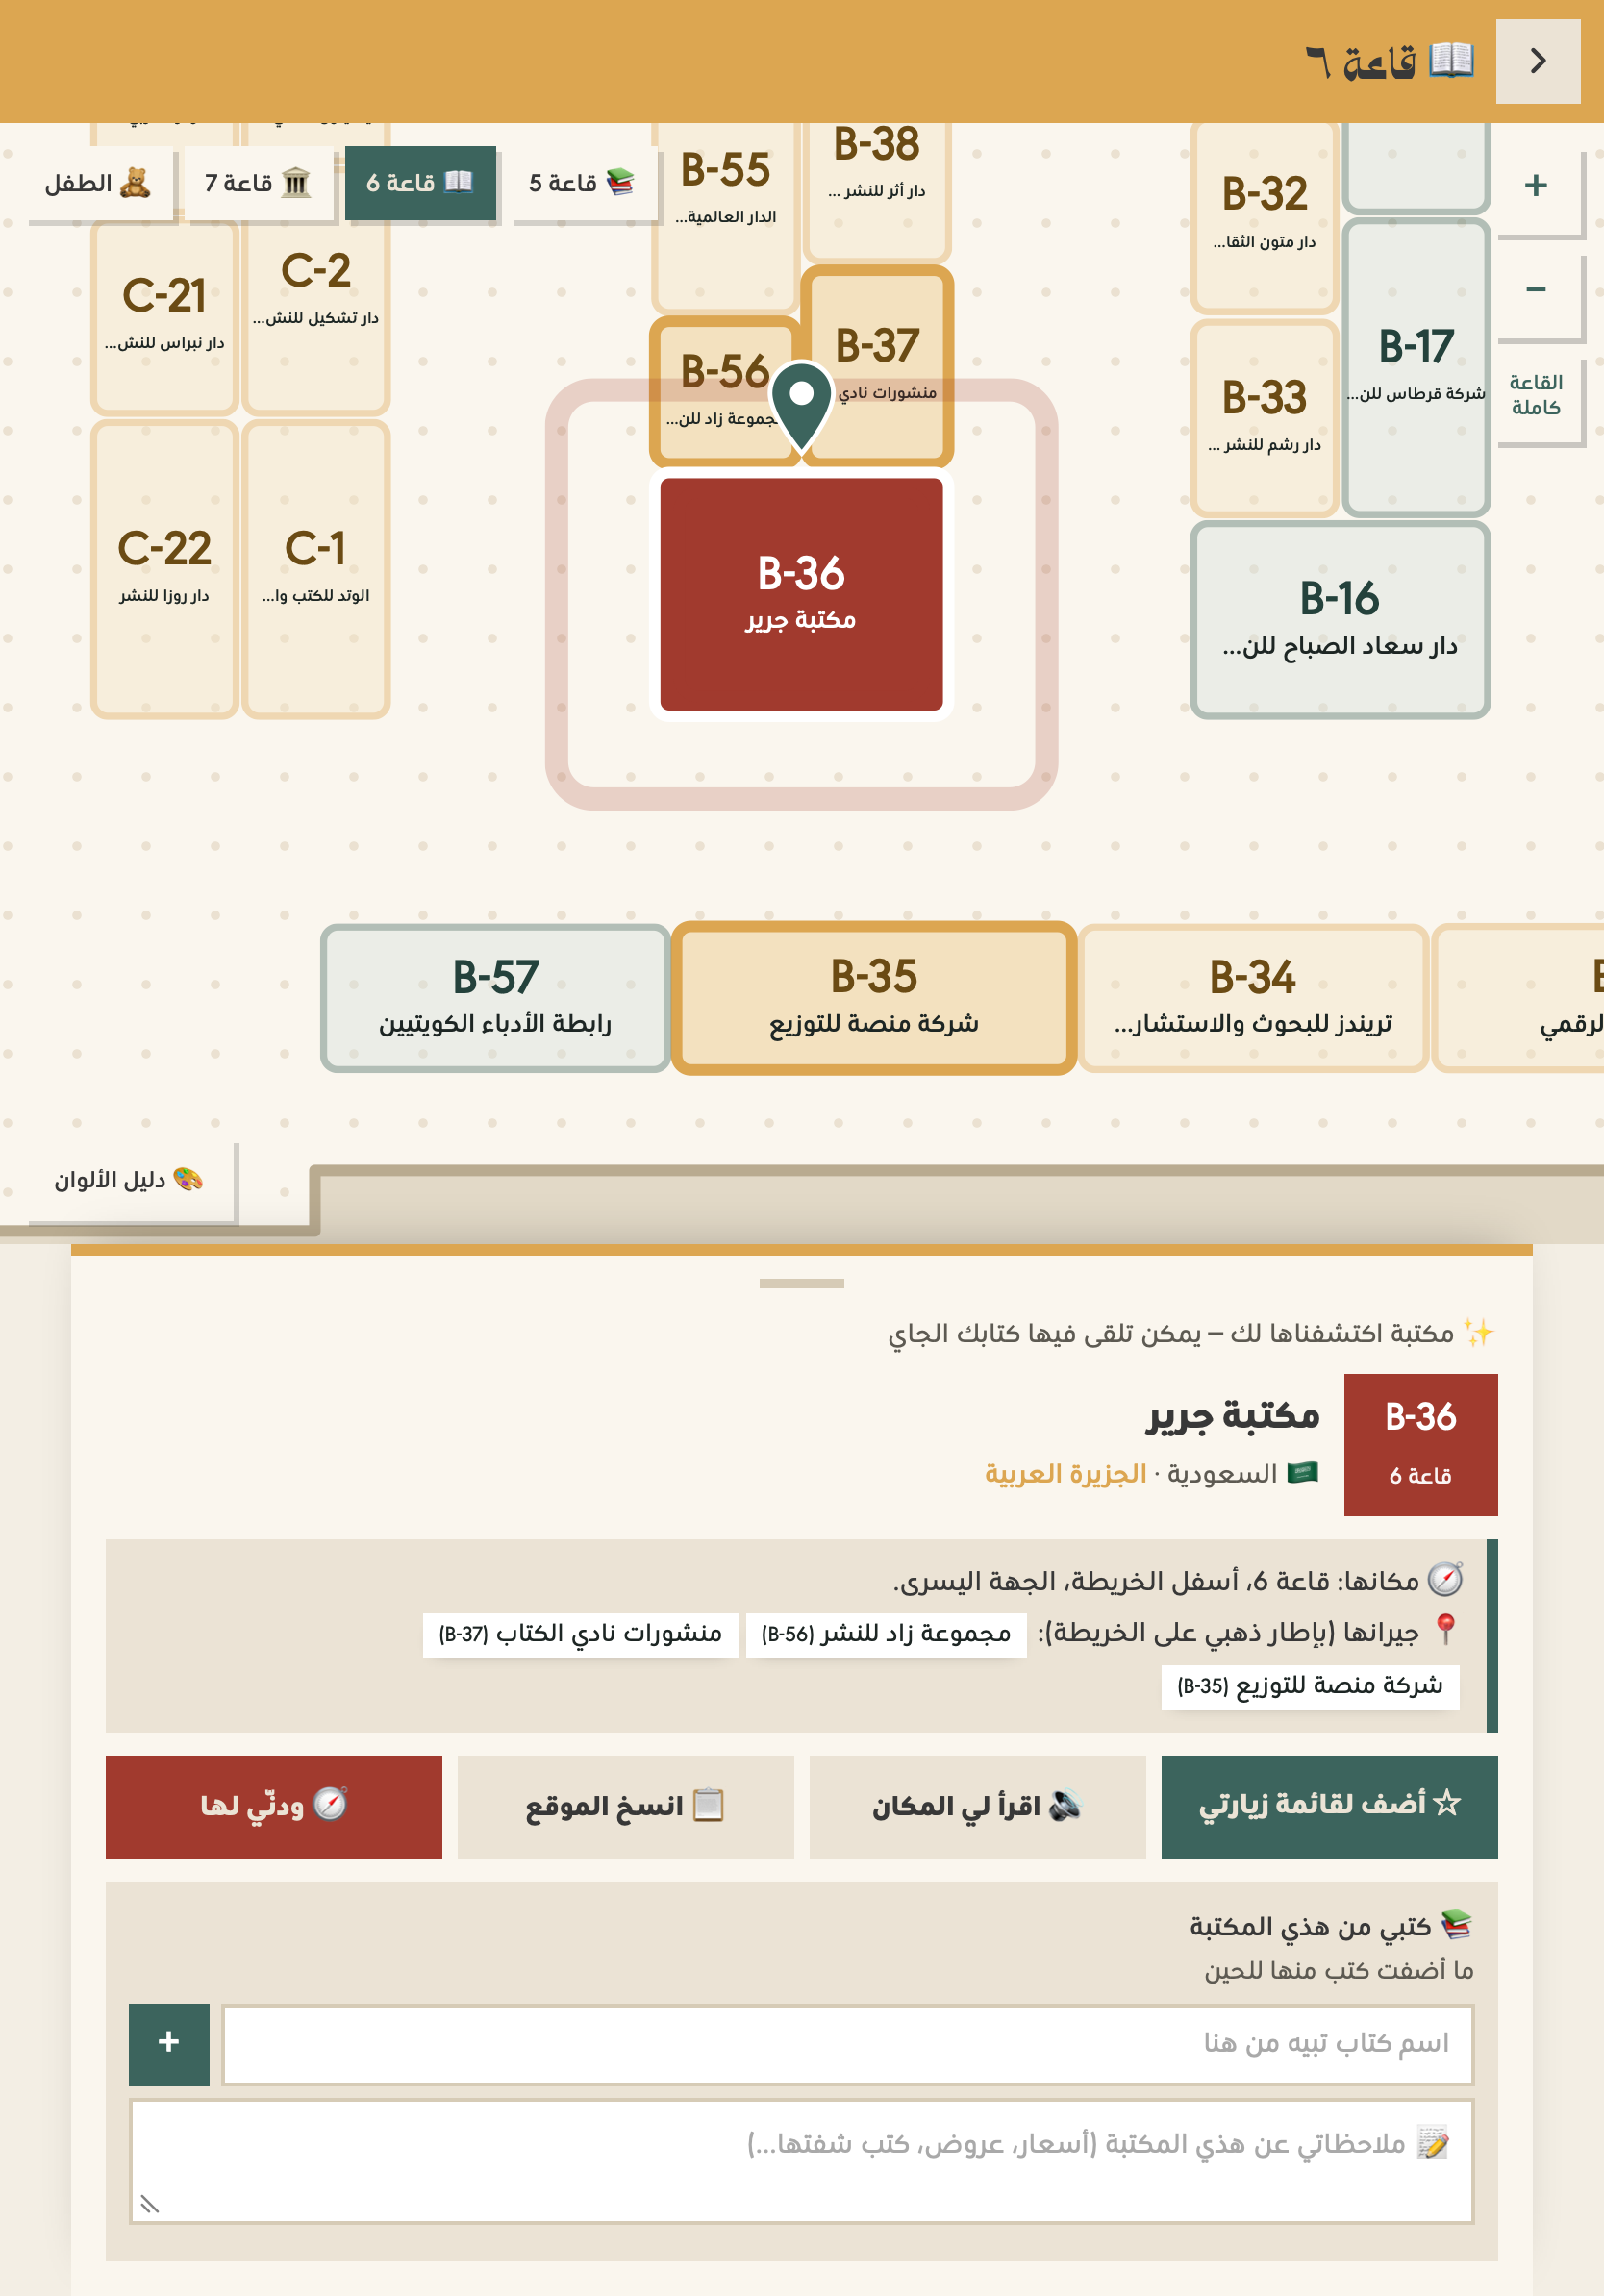 📖 قاعة ٦
📚 قاعة 5
📖 قاعة 6
🏛️ قاعة 7
🧸 الطفل
+
−
القاعة
كاملة
B-38
دار أثر للنشر ...
B-55
الدار العالمية...
B-32
دار متون الثقا...
C-2
دار تشكيل للنش...
C-21
دار نبراس للنش...
B-17
شركة قرطاس للن...
B-37
منشورات نادي
B-56
زاد للن...
B-33
دار رشم للنشر ...
C-1
الوتد للكتب وا...
C-22
دار روزا للنشر
B-36
مكتبة جرير
B-16
دار سعاد الصباح للن...
B-34
تريندز للبحوث والاستشار...
B-35
شركة منصة للتوزيع
B-57
رابطة الأدباء الكويتيين
🎨 دليل الألوان
✨ مكتبة اكتشفناها لك – يمكن تلقى فيها كتابك الجاي
B-36
قاعة 6
مكتبة جرير
🇸🇦 السعودية · الجزيرة العربية
🧭 مكانها: قاعة 6، أسفل الخريطة، الجهة اليسرى.
📍 جيرانها (بإطار ذهبي على الخريطة): مجموعة زاد للنشر (B-56) منشورات نادي الكتاب (B-37)
شركة منصة للتوزيع (B-35)
☆ أضف لقائمة زيارتي
🔊 اقرأ لي المكان
📋 انسخ الموقع
🧭 ودنّي لها
📚 كتبي من هذي المكتبة
ما أضفت كتب منها للحين
اسم كتاب تبيه من هنا
+
📝 ملاحظاتي عن هذي المكتبة (أسعار، عروض، كتب شفتها...)